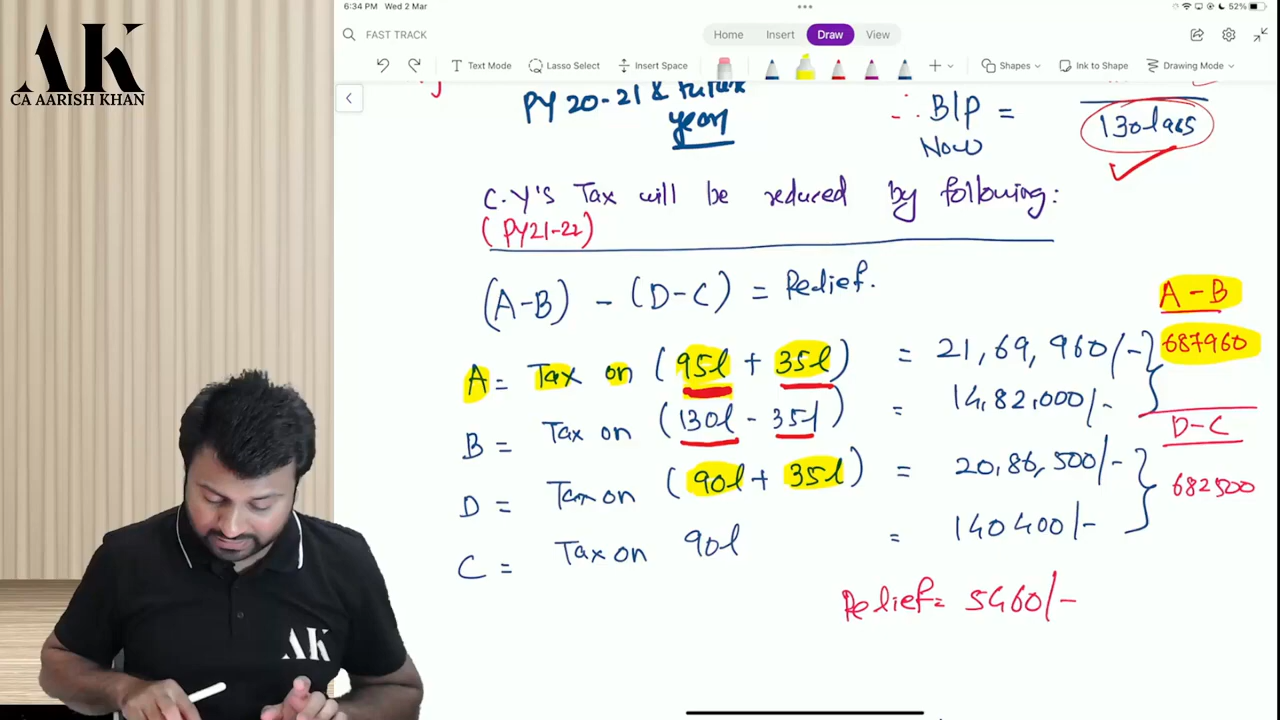 6:34 PM Wed 2 Mar
52%
FAST TRACK
Home Insert Draw View
Text Mode Lasso Select Insert Space Shapes Ink to Shape Drawing Mode
AK
CA AARISH KHAN
PY 20-21 & future
year
∴ B/P =
Now
130 lacs
C.Y's Tax will be reduced by following:
(PY21-22)
(A-B) - (D-C) = Relief.
A-B
A = Tax on (95l + 35l) = 21,69,960/-
687960
B = Tax on (130l - 35l) = 14,82,000/-
D-C
D = Tax on (90l + 35l) = 20,86,500/-
682500
C = Tax on 90l = 140400/-
Relief = 5460/-
AK